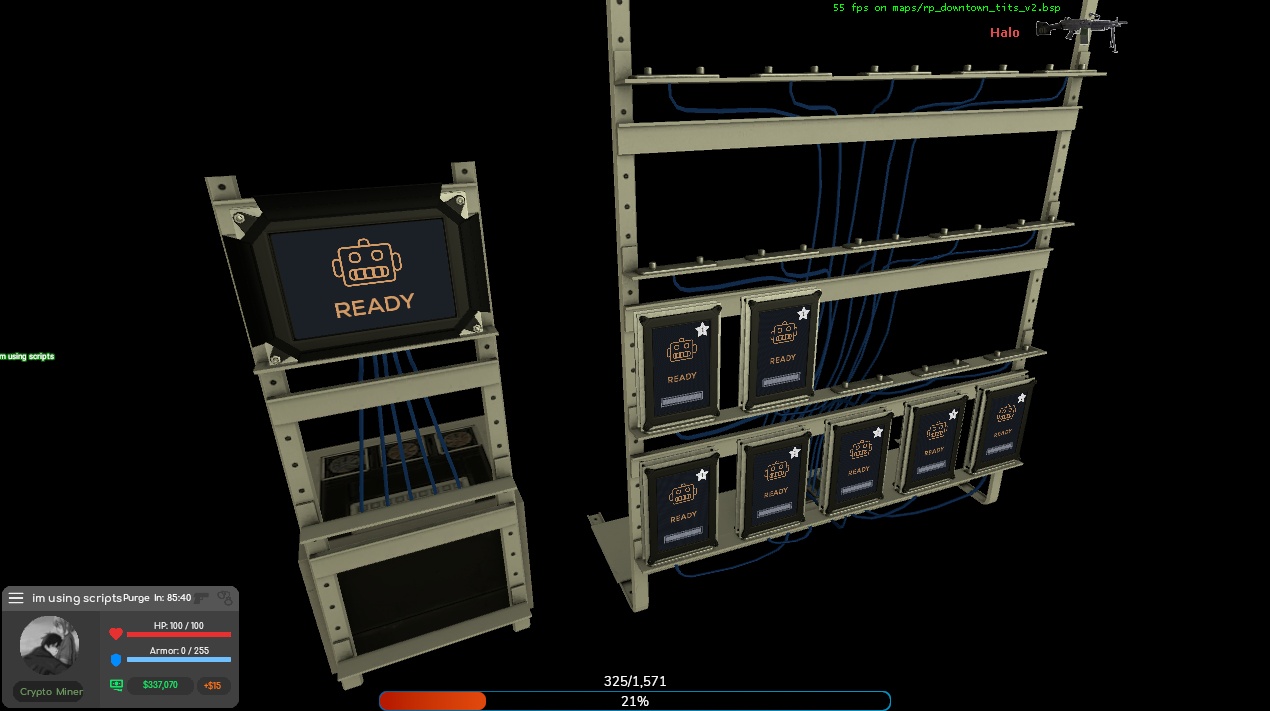 55 fps on maps/rp_downtown_tits_v2.bsp
Halo
READY
READY
READY
m using scripts
READY
READY
READY
READY
READY
im using scripts
Purge In: 85:40
HP: 100 / 100
Armor: 0 / 255
Crypto Miner
$337,070
+$15
325/1,571
21%